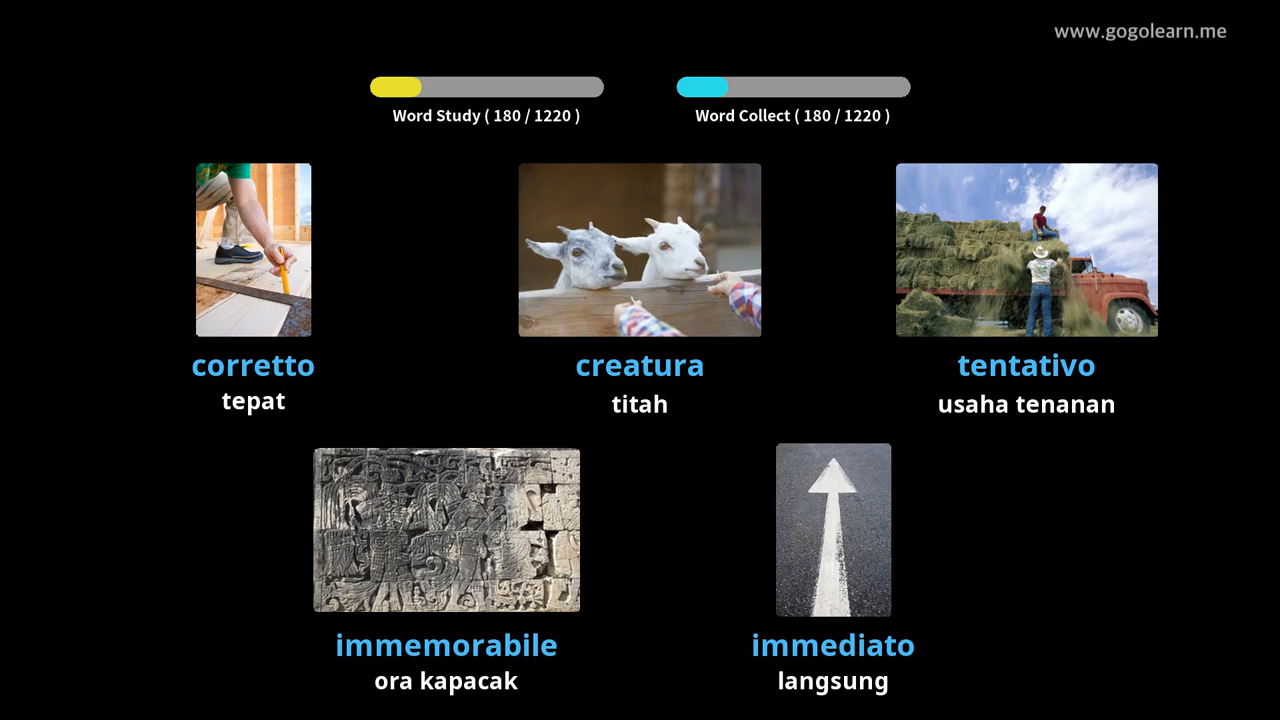 www.gogolearn.me
Word Study ( 180 / 1220 )
Word Collect ( 180 / 1220 )
corretto
tepat
creatura
titah
tentativo
usaha tenanan
immemorabile
ora kapacak
immediato
langsung